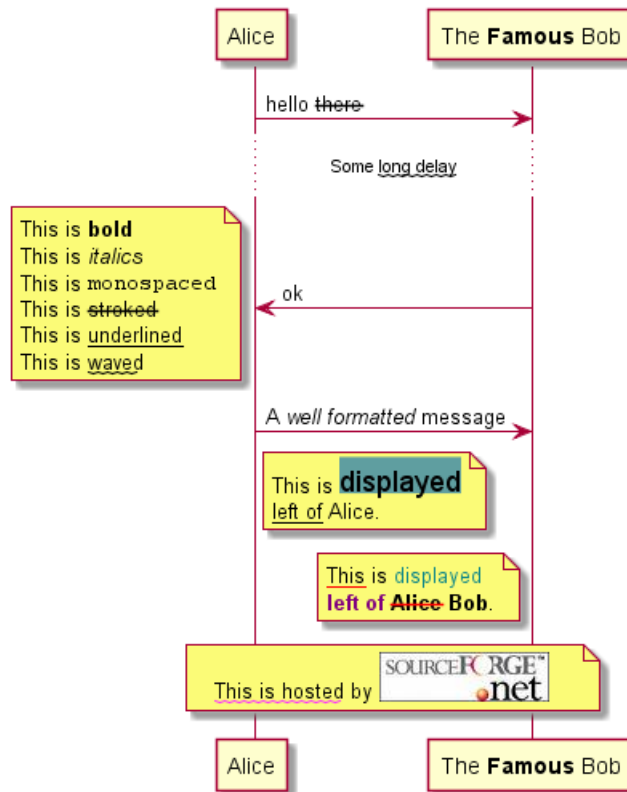 Alice
The Famous Bob
hello there
Some long delay
This is bold
This is italics
This is monospaced
This is stroked
This is underlined
This is waved
ok
A well formatted message
This is displayed
left of Alice.
This is displayed
left of Alice Bob.
This is hosted by SOURCEFORGE™
.net
Alice
The Famous Bob